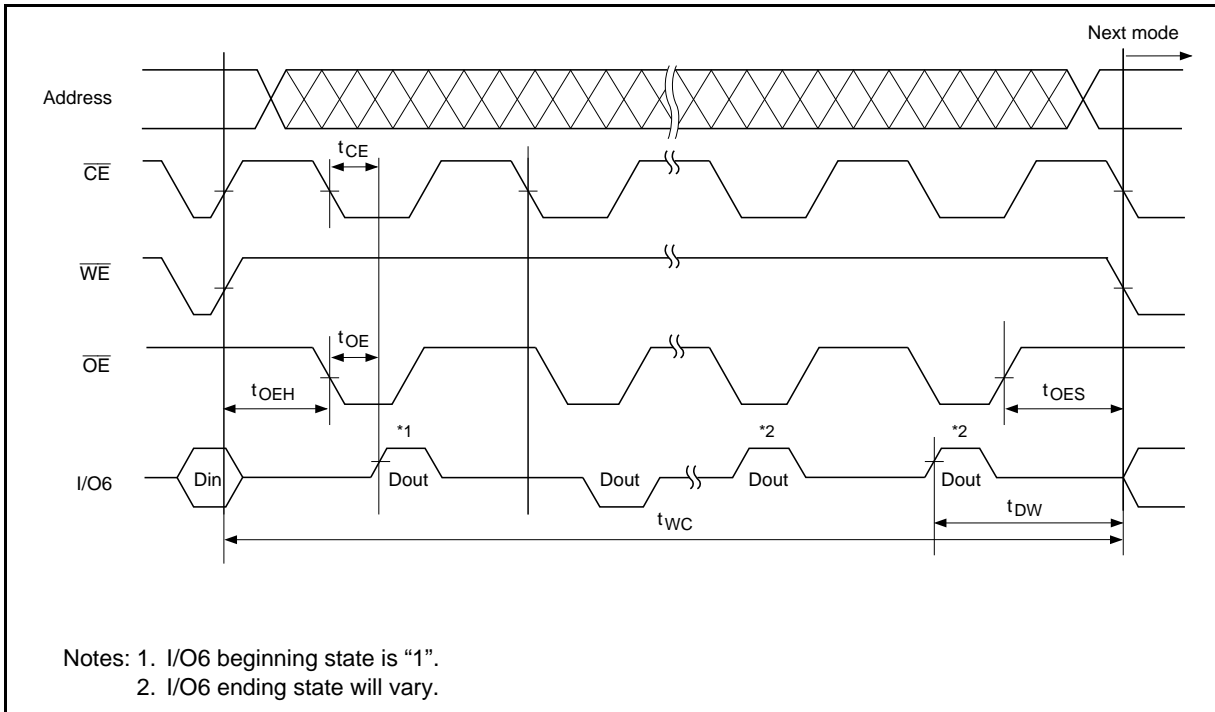 Next mode
Address
tCE
CE
WE
tOE
OE
tOEH
tOES
*1
*2
*2
I/O6
Din
Dout
Dout
Dout
Dout
tWC
tDW
Notes: 1. I/O6 beginning state is “1”.
2. I/O6 ending state will vary.